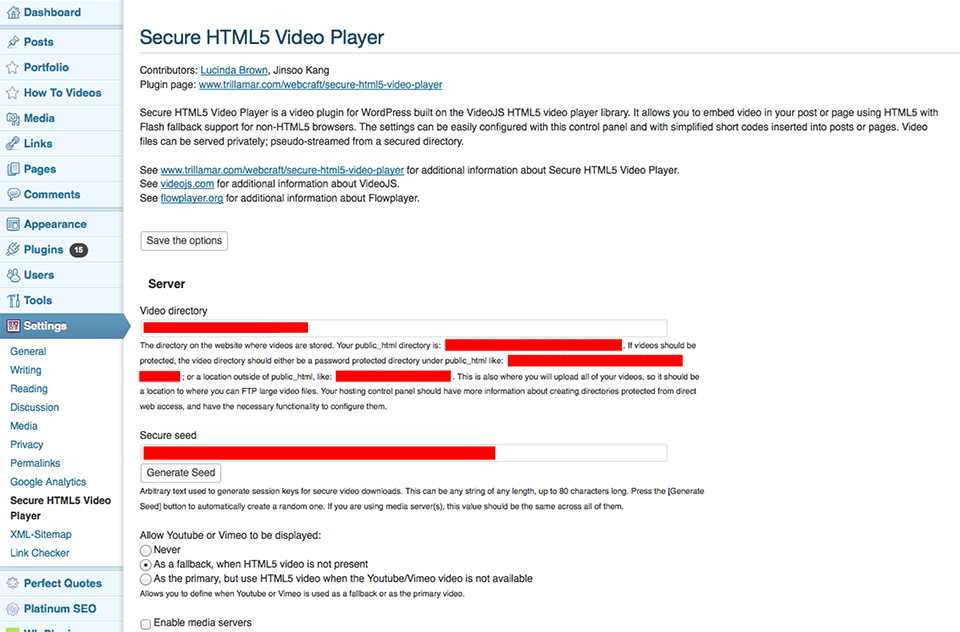 Dashboard
Posts
Portfolio
How To Videos
Media
Links
Pages
Comments
Appearance
Plugins 15
Users
Tools
Settings
General
Writing
Reading
Discussion
Media
Privacy
Permalinks
Google Analytics
Secure HTML5 Video
Player
XML-Sitemap
Link Checker
Perfect Quotes
Platinum SEO
Secure HTML5 Video Player
Contributors: Lucinda Brown, Jinsoo Kang
Plugin page: www.trillamar.com/webcraft/secure-html5-video-player
Secure HTML5 Video Player is a video plugin for WordPress built on the VideoJS HTML5 video player library. It allows you to embed video in your post or page using HTML5 with
Flash fallback support for non-HTML5 browsers. The settings can be easily configured with this control panel and with simplified short codes inserted into posts or pages. Video
files can be served privately; pseudo-streamed from a secured directory.
See www.trillamar.com/webcraft/secure-html5-video-player for additional information about Secure HTML5 Video Player.
See videojs.com for additional information about VideoJS.
See flowplayer.org for additional information about Flowplayer.
Save the options
Server
Video directory
The directory on the website where videos are stored. Your public_html directory is: . If videos should be
protected, the video directory should either be a password protected directory under public_html like:
; or a location outside of public_html, like: . This is also where you will upload all of your videos, so it should be
a location to where you can FTP large video files. Your hosting control panel should have more information about creating directories protected from direct
web access, and have the necessary functionality to configure them.
Secure seed
Generate Seed
Arbitrary text used to generate session keys for secure video downloads. This can be any string of any length, up to 80 characters long. Press the [Generate
Seed] button to automatically create a random one. If you are using media server(s), this value should be the same across all of them.
Allow Youtube or Vimeo to be displayed:
Never
As a fallback, when HTML5 video is not present
As the primary, but use HTML5 video when the Youtube/Vimeo video is not available
Allows you to define when Youtube or Vimeo is used as a fallback or as the primary video.
Enable media servers